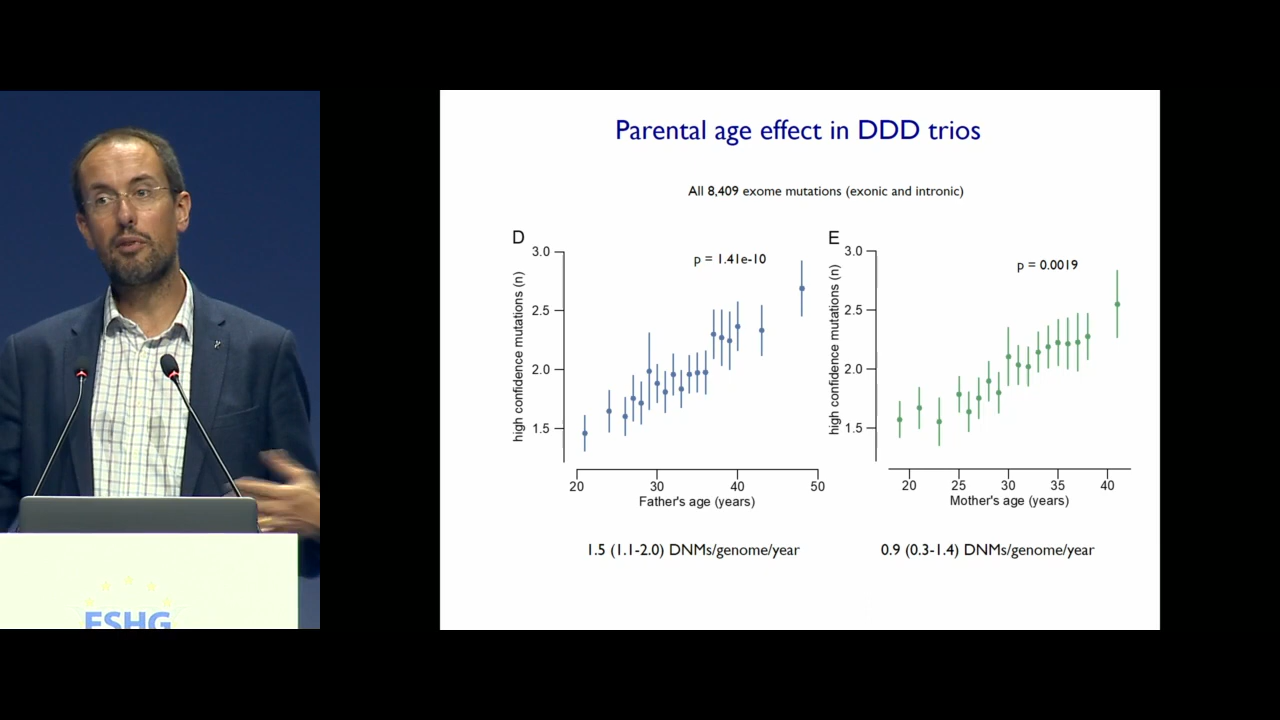 Parental age effect in DDD trios
All 8,409 exome mutations (exonic and intronic)
D
p = 1.41e-10
high confidence mutations (n)
3.0
2.5
2.0
1.5
20 30 40 50
Father's age (years)
1.5 (1.1-2.0) DNMs/genome/year
E
p = 0.0019
high confidence mutations (n)
3.0
2.5
2.0
1.5
20 25 30 35 40
Mother's age (years)
0.9 (0.3-1.4) DNMs/genome/year
ESHG